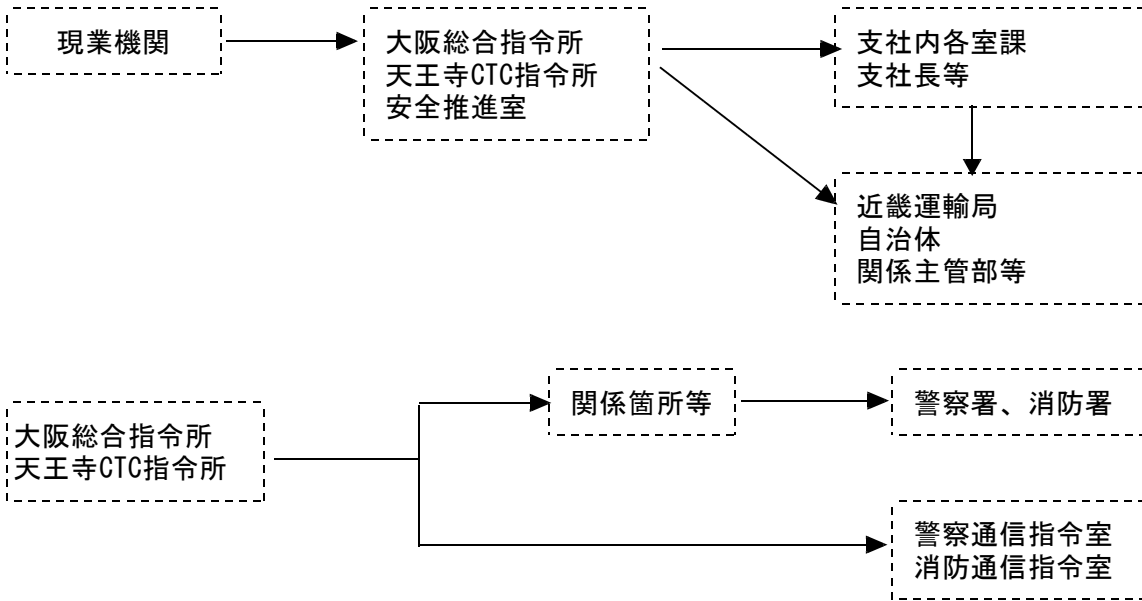 現業機関
大阪総合指令所
天王寺CTC指令所
安全推進室
支社内各室課
支社長等
近畿運輸局
自治体
関係主管部等
大阪総合指令所
天王寺CTC指令所
関係箇所等
警察署、消防署
警察通信指令室
消防通信指令室